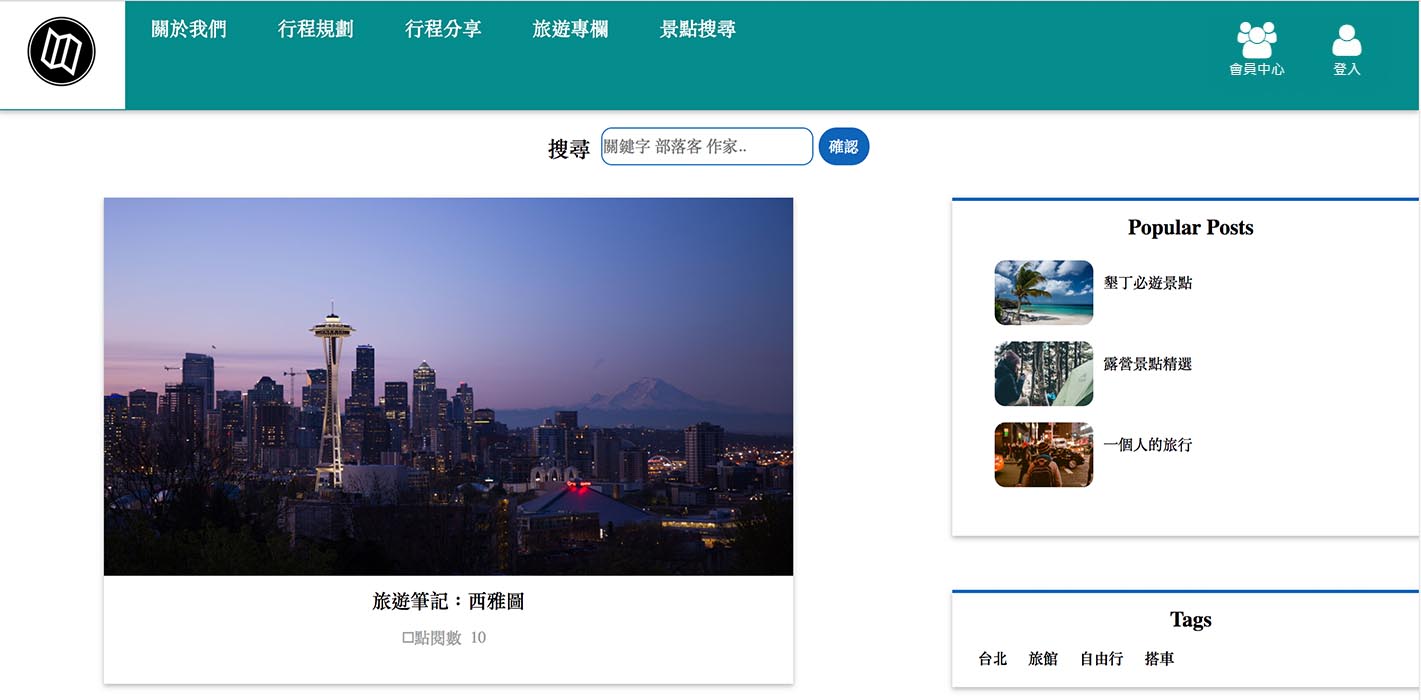 關於我們 行程規劃 行程分享 旅遊專欄 景點搜尋
會員中心 登入
搜尋 關鍵字 部落客 作家.. 確認
旅遊筆記：西雅圖
點閱數 10
Popular Posts
墾丁必遊景點
露營景點精選
一個人的旅行
Tags
台北 旅館 自由行 搭車